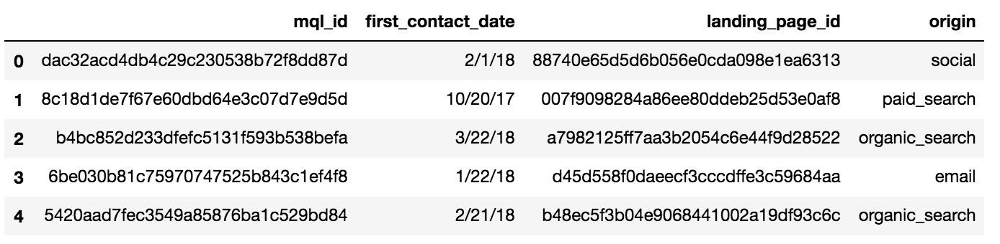 mql_id first_contact_date landing_page_id origin
0 dac32acd4db4c29c230538b72f8dd87d 2/1/18 88740e65d5d6b056e0cda098e1ea6313 social
1 8c18d1de7f67e60dbd64e3c07d7e9d5d 10/20/17 007f9098284a86ee80ddeb25d53e0af8 paid_search
2 b4bc852d233dfefc5131f593b538befa 3/22/18 a7982125ff7aa3b2054c6e44f9d28522 organic_search
3 6be030b81c75970747525b843c1ef4f8 1/22/18 d45d558f0daeecf3cccdffe3c59684aa email
4 5420aad7fec3549a85876ba1c529bd84 2/21/18 b48ec5f3b04e9068441002a19df93c6c organic_search